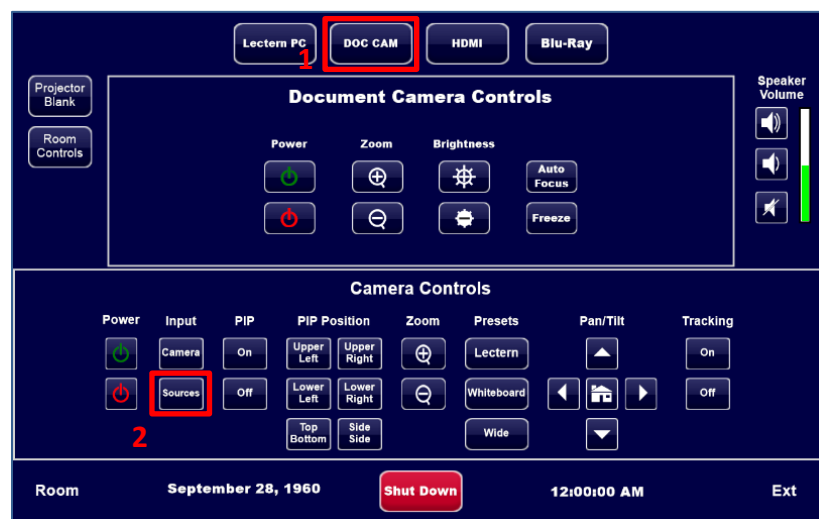 Lectern PC
1
DOC CAM
HDMI
Blu-Ray
Projector
Blank
Room
Controls
Document Camera Controls
Power
Zoom
Brightness
Auto
Focus
Freeze
Speaker
Volume
Camera Controls
Power
Input
PIP
PIP Position
Zoom
Presets
Pan/Tilt
Tracking
Camera
On
Upper
Left
Upper
Right
Lectern
On
Sources
Off
Lower
Left
Lower
Right
Whiteboard
Off
2
Top
Bottom
Side
Side
Wide
Room
September 28, 1960
Shut Down
12:00:00 AM
Ext